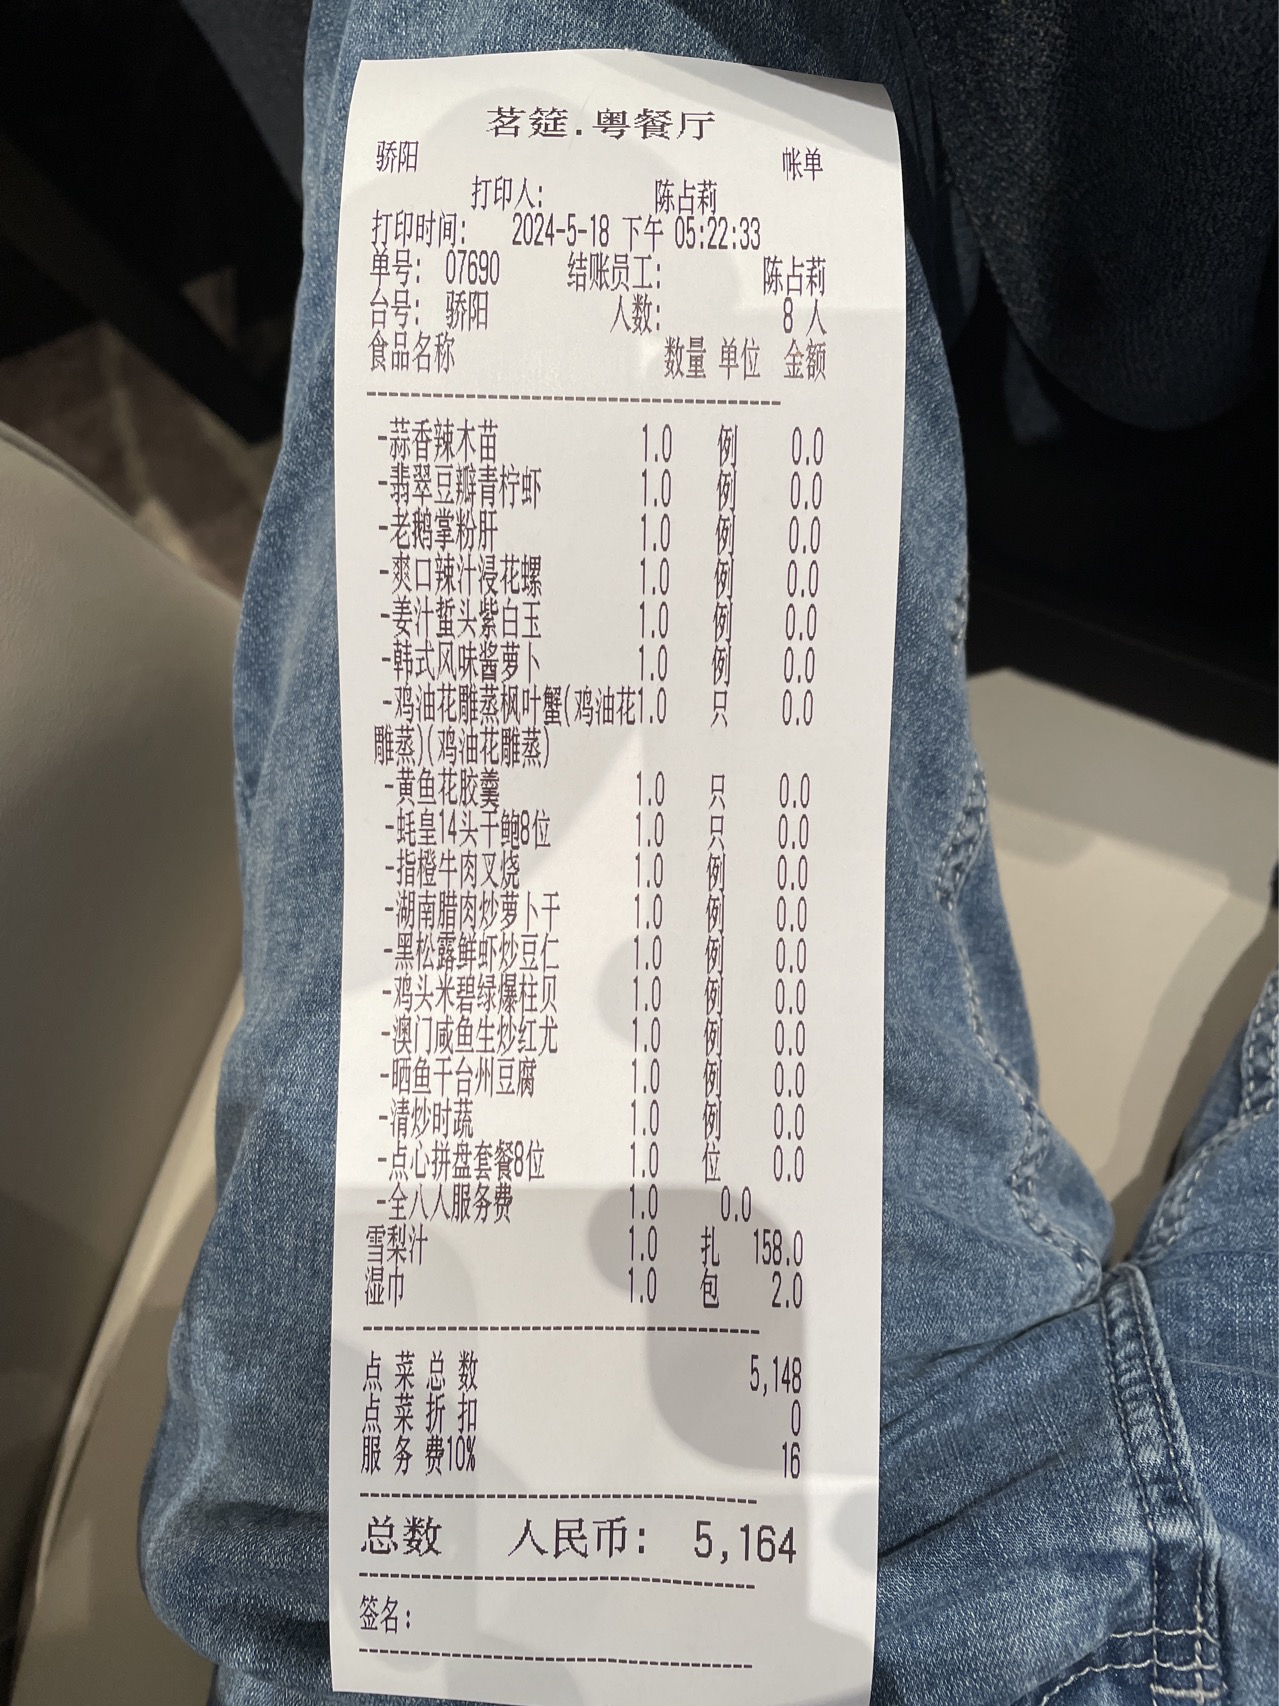 茗筵.粤餐厅
骄阳 帐单
打印人: 陈占莉
打印时间: 2024-5-18 下午 05:22:33
单号: 07690 结账员工: 陈占莉
台号: 骄阳 人数: 8 人
食品名称 数量 单位 金额
-蒜香辣木苗 1.0 例 0.0
-翡翠豆瓣青柠虾 1.0 例 0.0
-老鹅掌粉肝 1.0 例 0.0
-爽口辣汁浸花螺 1.0 例 0.0
-姜汁蜇头紫白玉 1.0 例 0.0
-韩式风味酱萝卜 1.0 例 0.0
-鸡油花雕蒸枫叶蟹(鸡油花1.0 只 0.0
雕蒸)(鸡油花雕蒸)
-黄鱼花胶羹 1.0 只 0.0
-蚝皇14头干鲍8位 1.0 只 0.0
-指橙牛肉叉烧 1.0 例 0.0
-湖南腊肉炒萝卜干 1.0 例 0.0
-黑松露鲜虾炒豆仁 1.0 例 0.0
-鸡头米碧绿爆柱贝 1.0 例 0.0
-澳门咸鱼生炒红尤 1.0 例 0.0
-晒鱼干台州豆腐 1.0 例 0.0
-清炒时蔬 1.0 例 0.0
-点心拼盘套餐8位 1.0 位 0.0
-全八人服务费 1.0 0.0
雪梨汁 1.0 扎 158.0
湿巾 1.0 包 2.0
点菜总数 5,148
点菜折扣 0
服务费10% 16
总数 人民币: 5,164
签名: